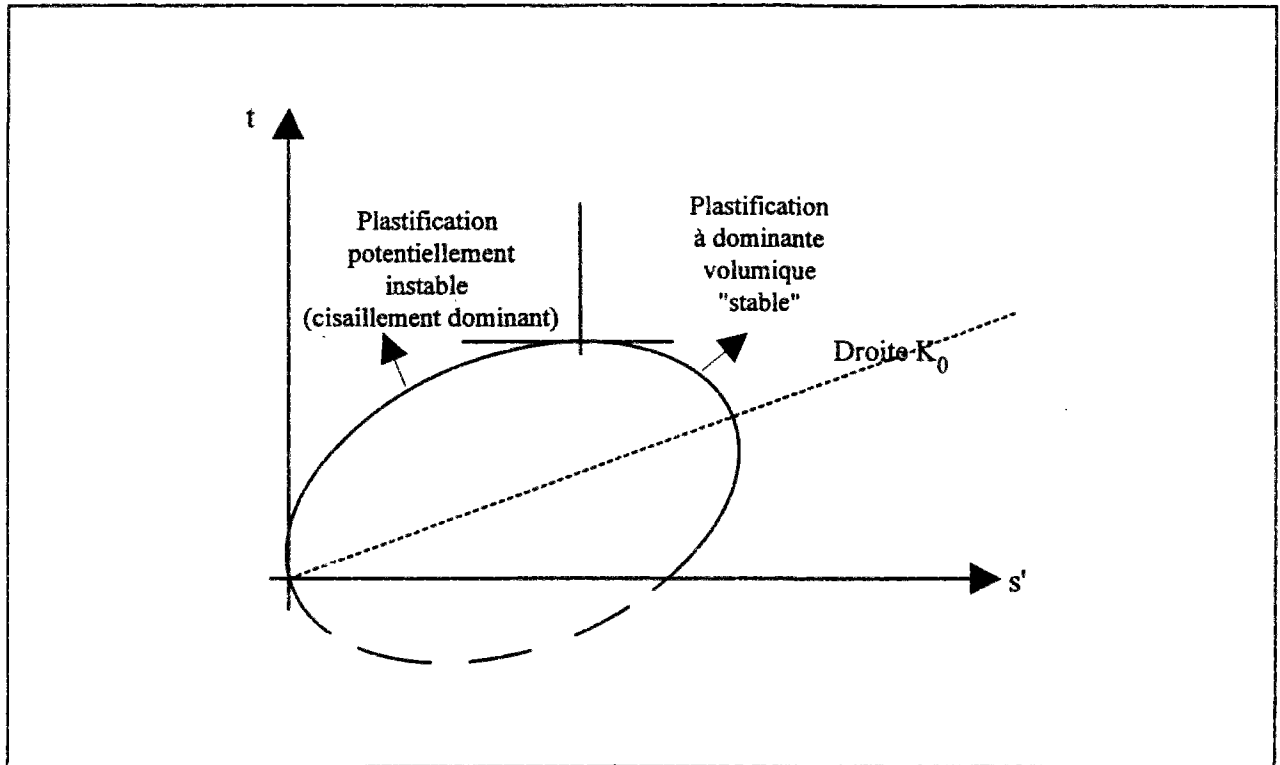 t
Plastification
potentiellement
instable
(cisaillement dominant)
Plastification
à dominante
volumique
"stable"
Droite K0
s'